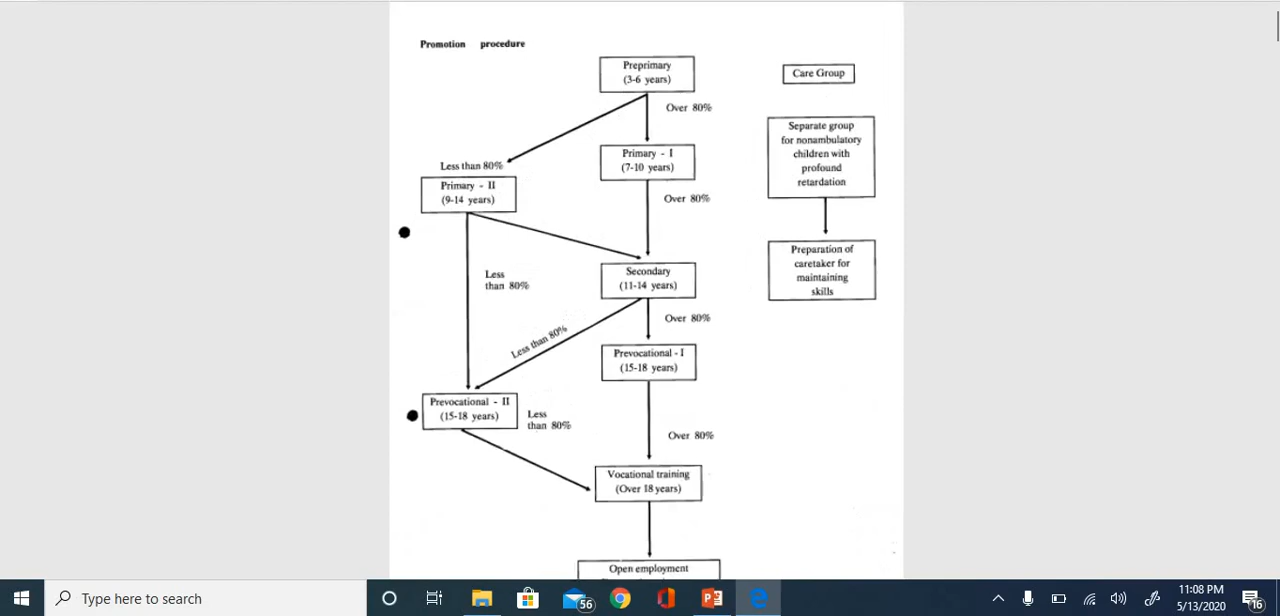 Promotion procedure
Preprimary
(3-6 years)
Care Group
Over 80%
Separate group
for nonambulatory
children with
profound
retardation
Primary - I
(7-10 years)
Less than 80%
Primary - II
(9-14 years)
Over 80%
Preparation of
caretaker for
maintaining
skills
Secondary
(11-14 years)
Less
than 80%
Over 80%
Less than 80%
Prevocational - I
(15-18 years)
Prevocational - II
(15-18 years)
Less
than 80%
Over 80%
Vocational training
(Over 18 years)
Open employment
Type here to search
56
11:08 PM
5/13/2020
16